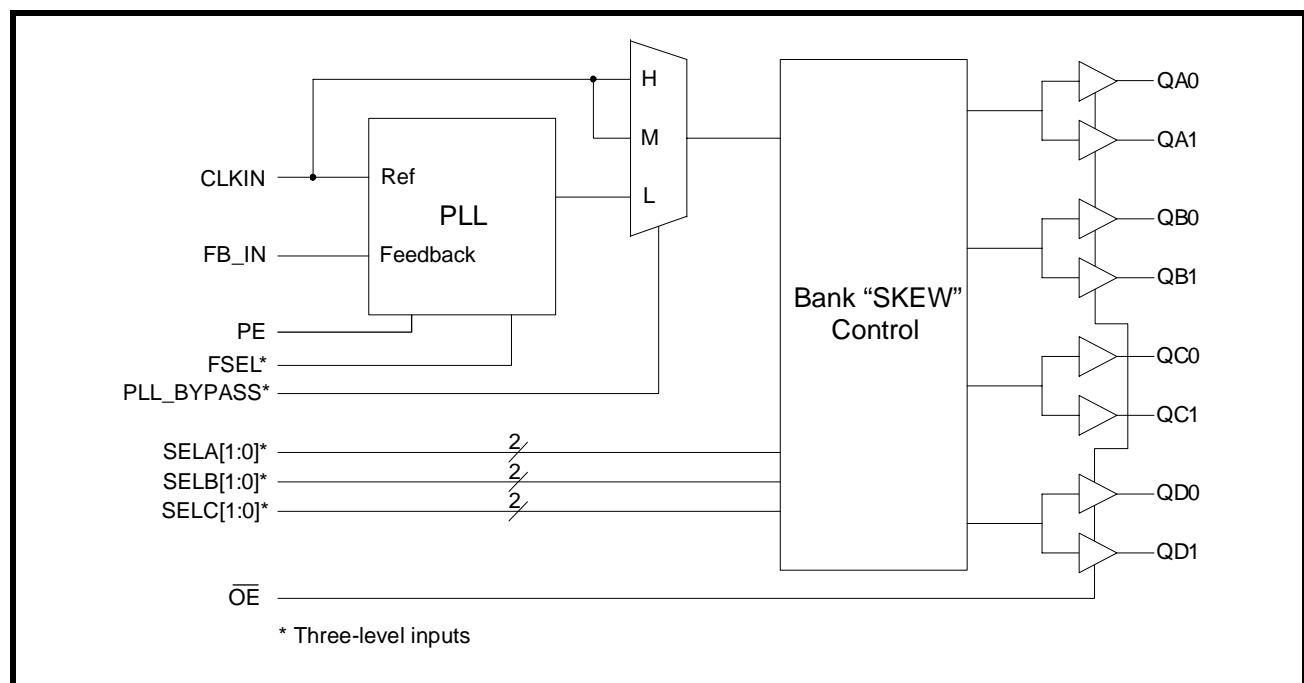 H
M
L
CLKIN
Ref
PLL
FB_IN
Feedback
PE
FSEL*
PLL_BYPASS*
SELA[1:0]*
2
SELB[1:0]*
2
SELC[1:0]*
2
OE
* Three-level inputs
Bank “SKEW”
Control
QA0
QA1
QB0
QB1
QC0
QC1
QD0
QD1